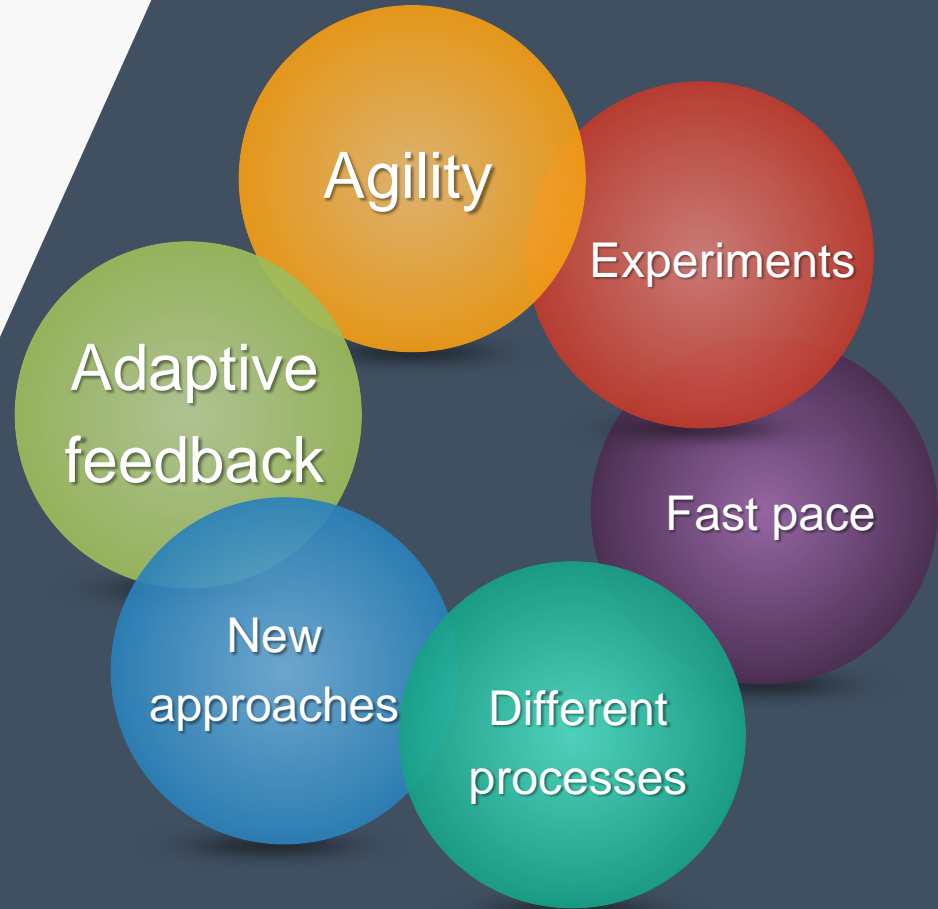 Agility
Experiments
Adaptive
feedback
Fast pace
New
approaches
Different
processes